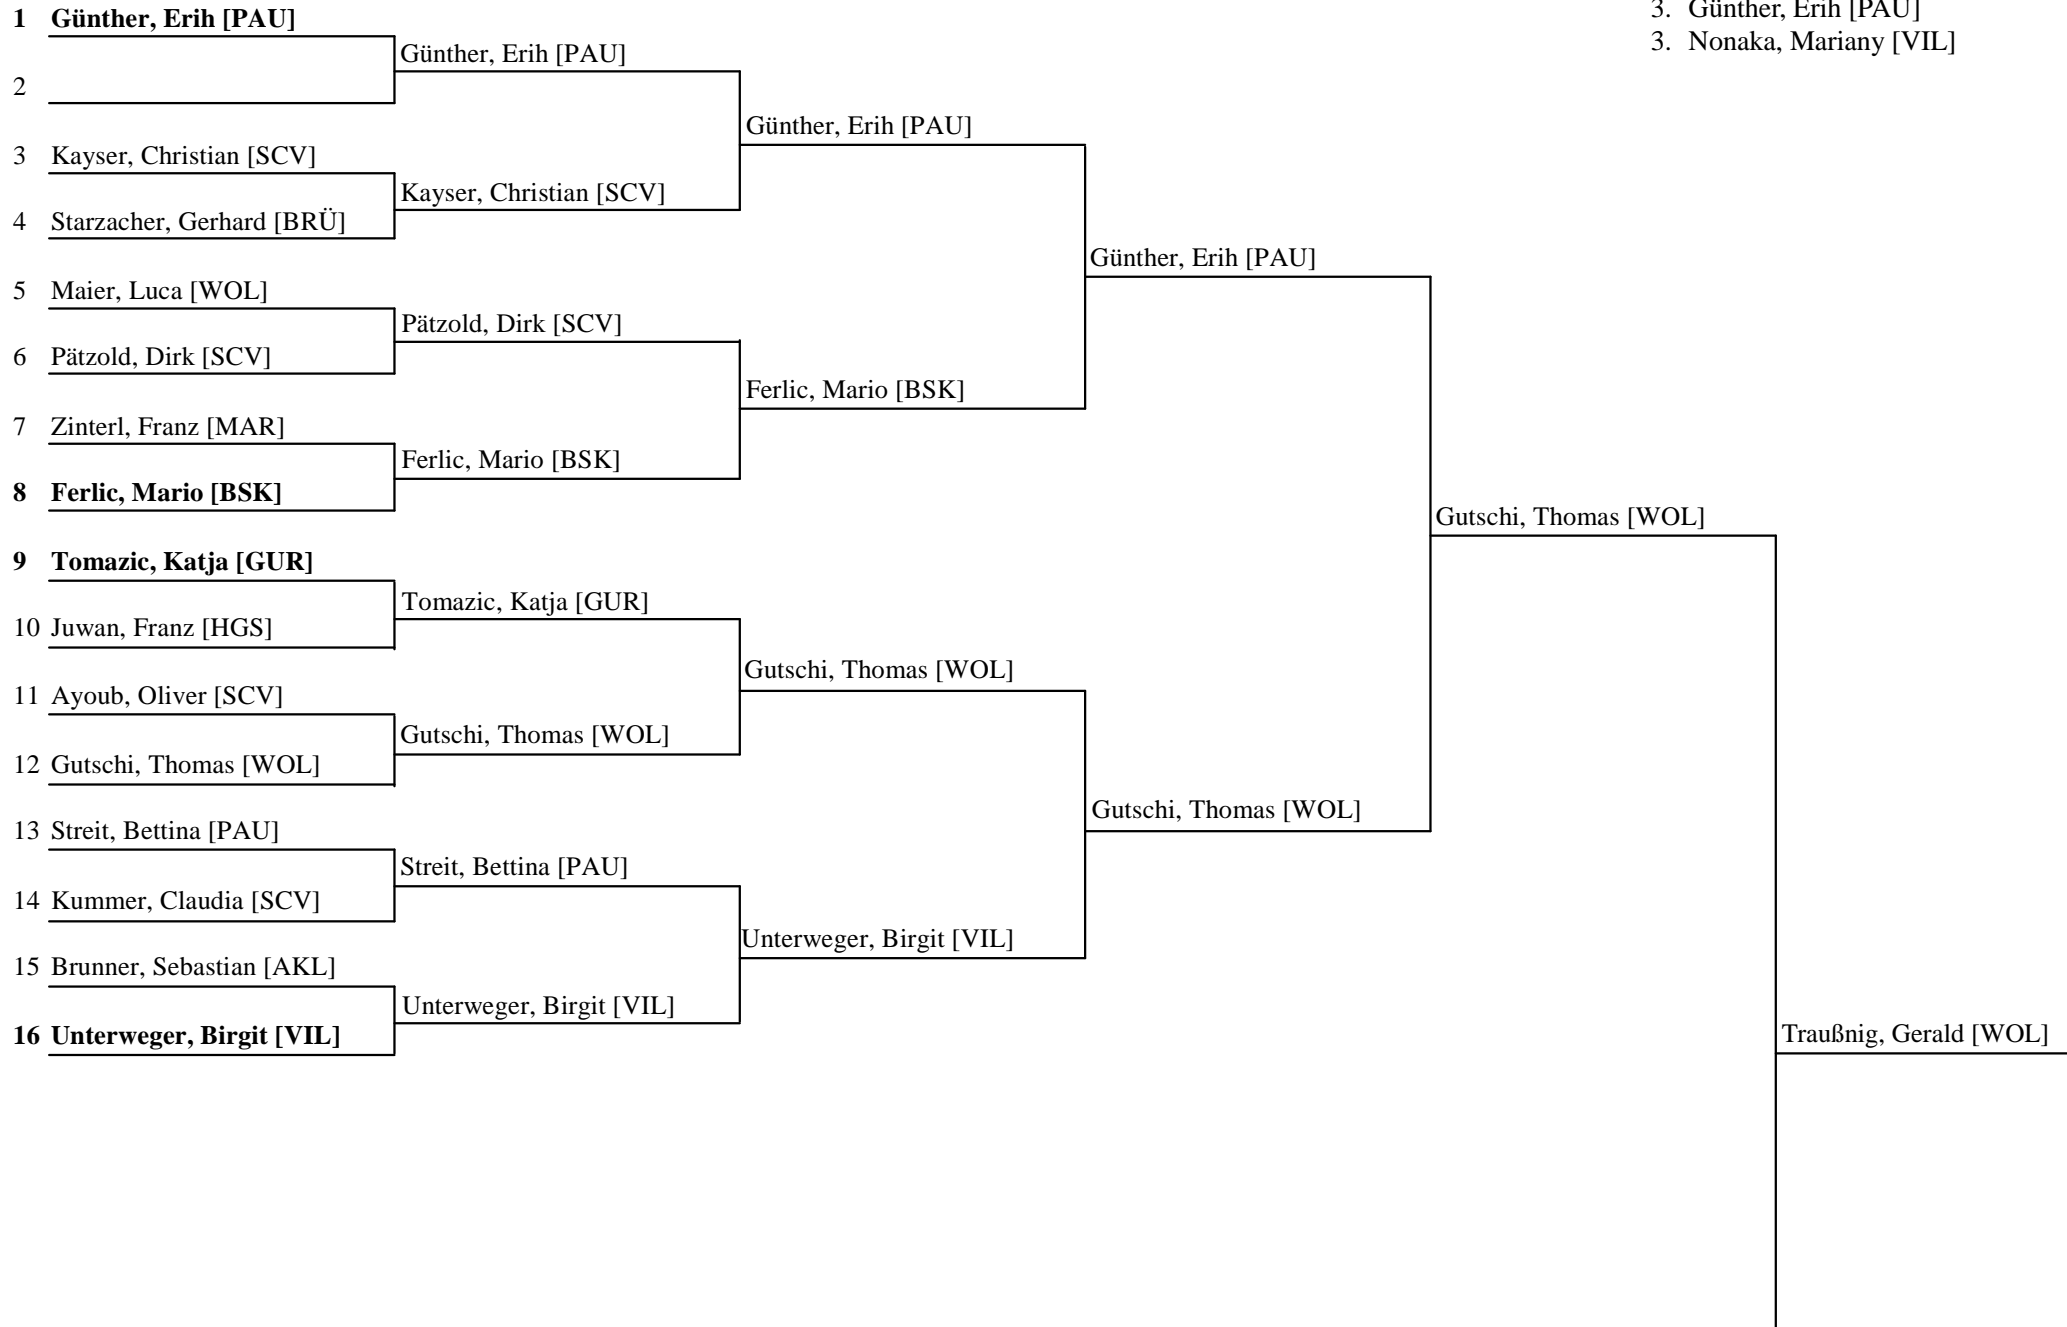 3. Günther, Erih [PAU]
3. Nonaka, Mariany [VIL]
1 Günther, Erih [PAU]
2
3 Kayser, Christian [SCV]
4 Starzacher, Gerhard [BRÜ]
5 Maier, Luca [WOL]
6 Pätzold, Dirk [SCV]
7 Zinterl, Franz [MAR]
8 Ferlic, Mario [BSK]
9 Tomazic, Katja [GUR]
10 Juwan, Franz [HGS]
11 Ayoub, Oliver [SCV]
12 Gutschi, Thomas [WOL]
13 Streit, Bettina [PAU]
14 Kummer, Claudia [SCV]
15 Brunner, Sebastian [AKL]
16 Unterweger, Birgit [VIL]
Günther, Erih [PAU]
Kayser, Christian [SCV]
Pätzold, Dirk [SCV]
Ferlic, Mario [BSK]
Tomazic, Katja [GUR]
Gutschi, Thomas [WOL]
Streit, Bettina [PAU]
Unterweger, Birgit [VIL]
Günther, Erih [PAU]
Ferlic, Mario [BSK]
Gutschi, Thomas [WOL]
Unterweger, Birgit [VIL]
Günther, Erih [PAU]
Gutschi, Thomas [WOL]
Gutschi, Thomas [WOL]
Traußnig, Gerald [WOL]